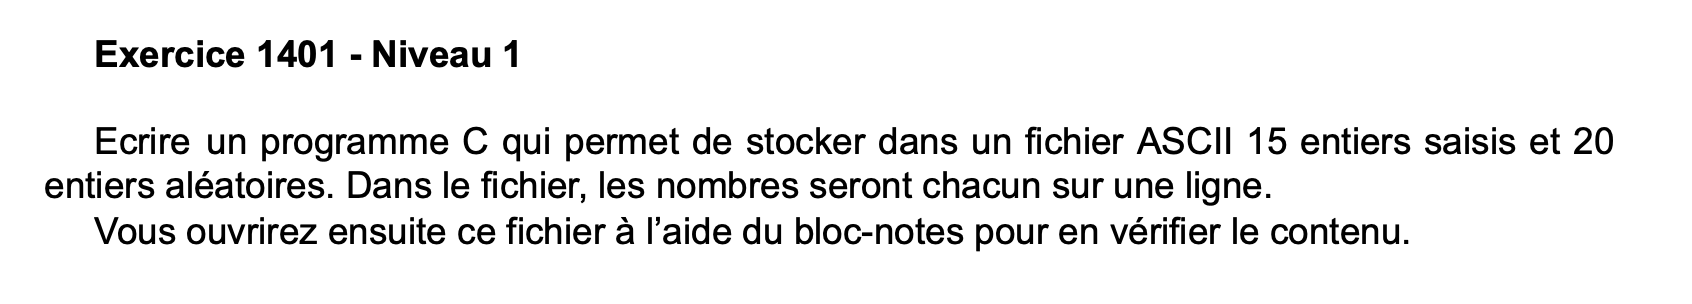 Exercice 1401 - Niveau 1
Ecrire un programme C qui permet de stocker dans un fichier ASCII 15 entiers saisis et 20
entiers aléatoires. Dans le fichier, les nombres seront chacun sur une ligne.
Vous ouvrirez ensuite ce fichier à l’aide du bloc-notes pour en vérifier le contenu.